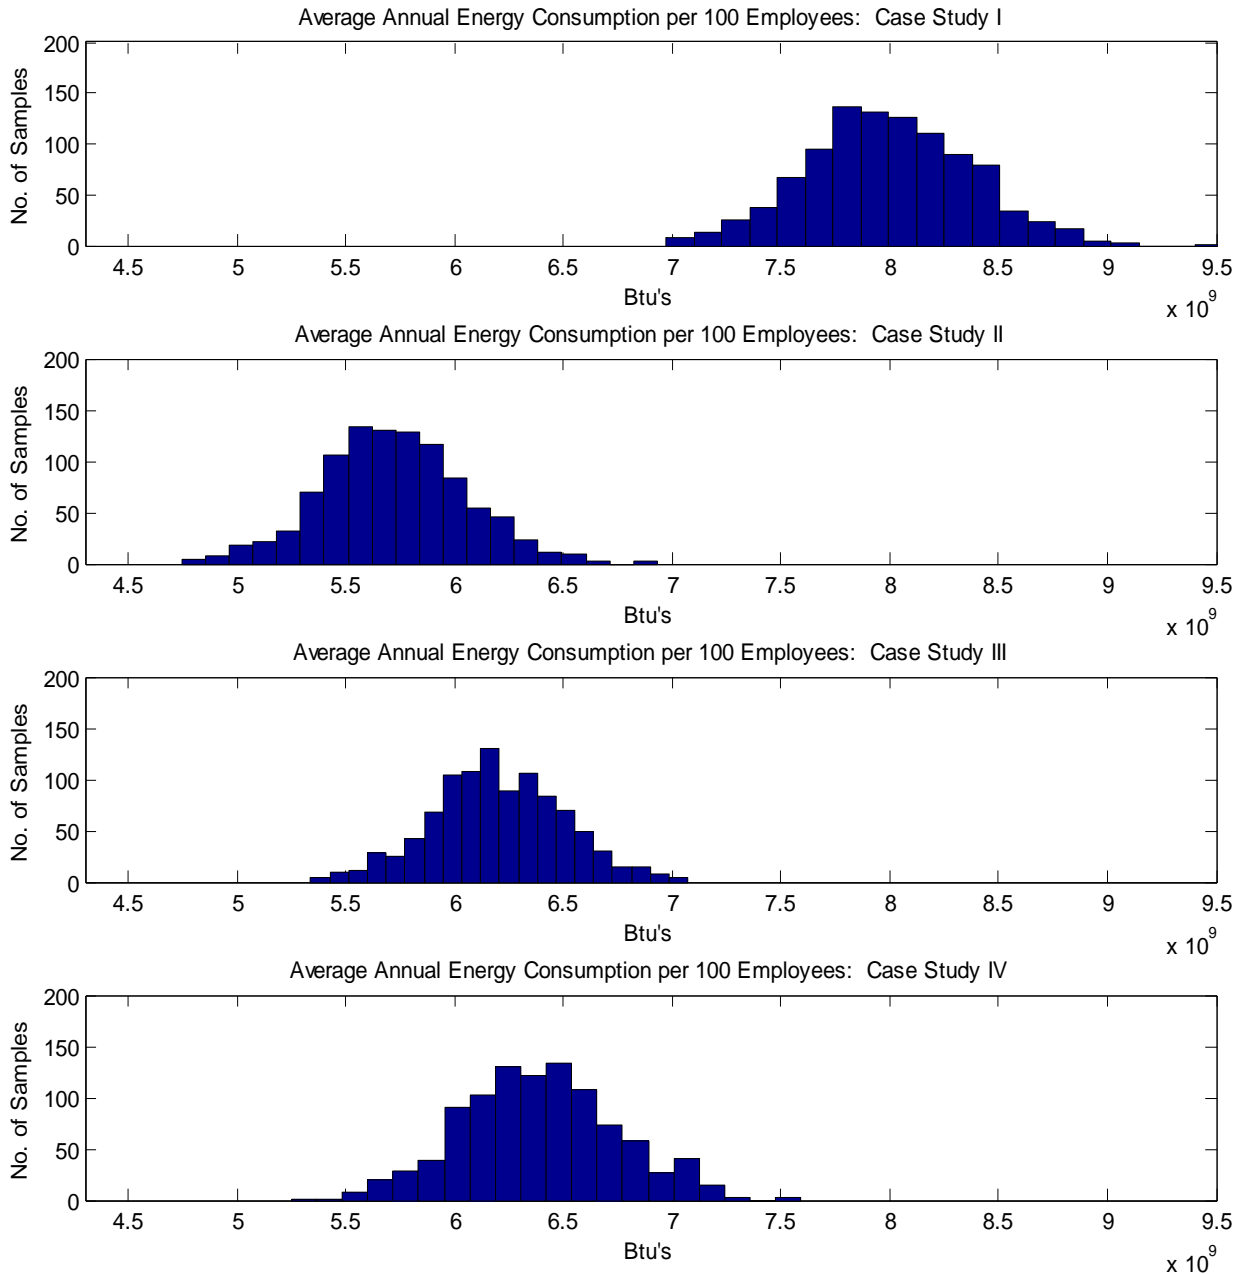 Average Annual Energy Consumption per 100 Employees: Case Study I
200
150
100
50
0
No. of Samples
4.5 5 5.5 6 6.5 7 7.5 8 8.5 9 9.5
Btu's
x 10^9
Average Annual Energy Consumption per 100 Employees: Case Study II
200
150
100
50
0
No. of Samples
4.5 5 5.5 6 6.5 7 7.5 8 8.5 9 9.5
Btu's
x 10^9
Average Annual Energy Consumption per 100 Employees: Case Study III
200
150
100
50
0
No. of Samples
4.5 5 5.5 6 6.5 7 7.5 8 8.5 9 9.5
Btu's
x 10^9
Average Annual Energy Consumption per 100 Employees: Case Study IV
200
150
100
50
0
No. of Samples
4.5 5 5.5 6 6.5 7 7.5 8 8.5 9 9.5
Btu's
x 10^9